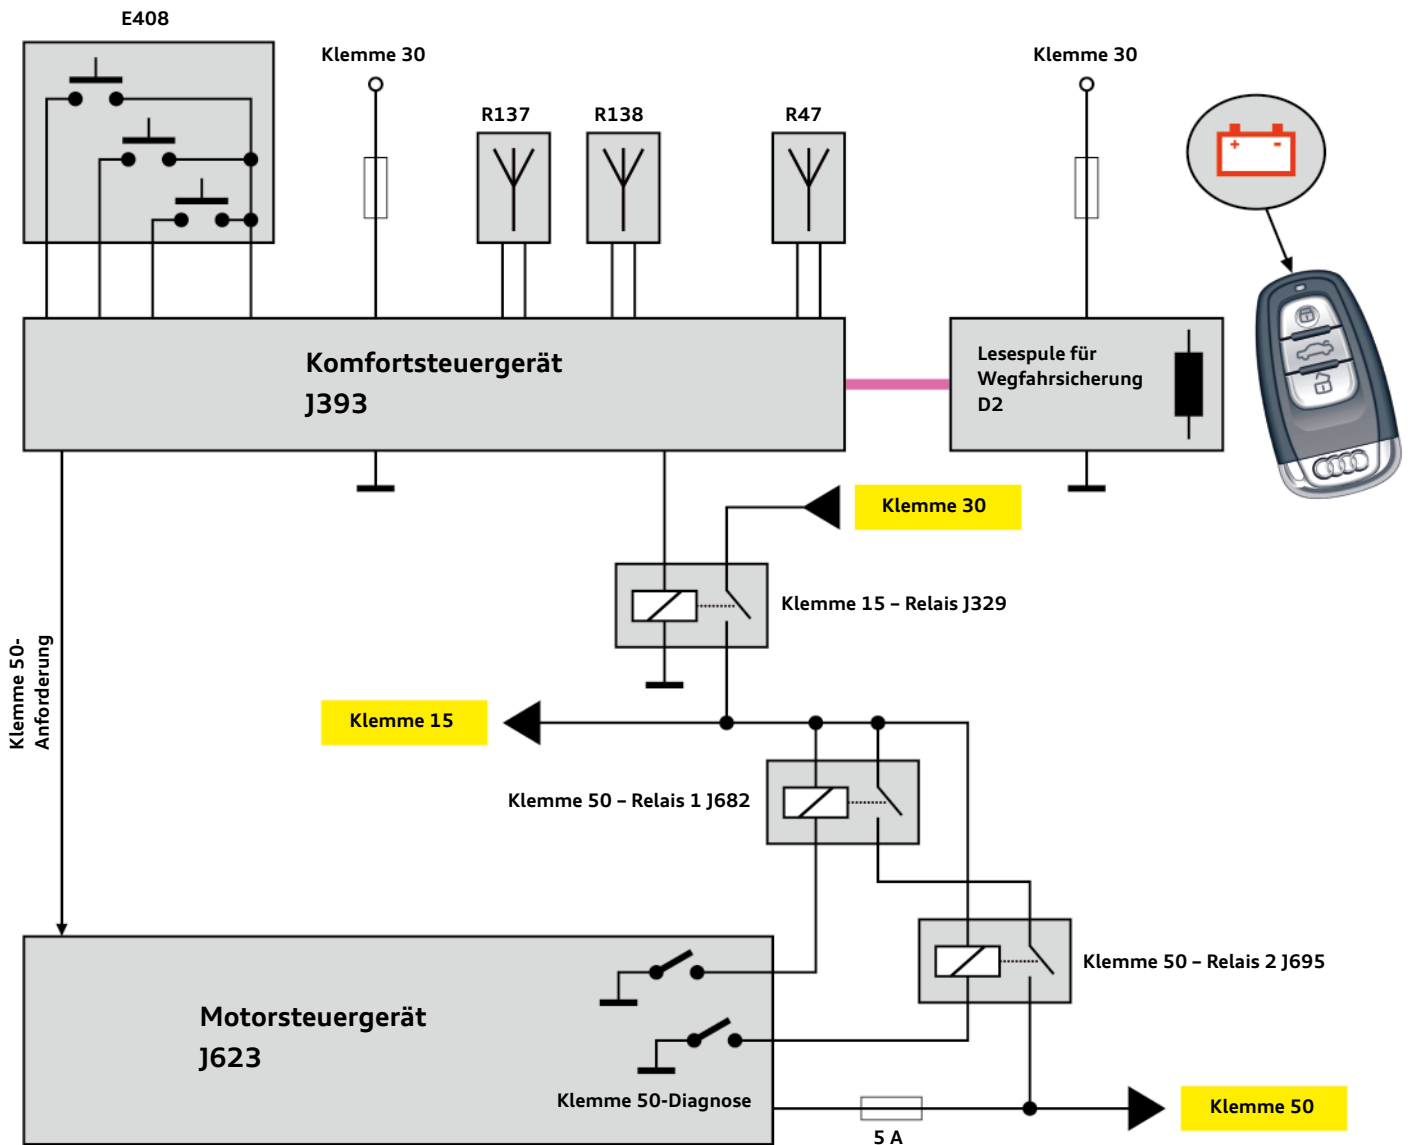 E408
Klemme 30
Klemme 30
R137
R138
R47
+ -
Komfortsteuergerät
J393
Lesespule für
Wegfahrsicherung
D2
Klemme 30
Klemme 15 – Relais J329
Klemme 50-
Anforderung
Klemme 15
Klemme 50 – Relais 1 J682
Klemme 50 – Relais 2 J695
Motorsteuergerät
J623
Klemme 50-Diagnose
5 A
Klemme 50